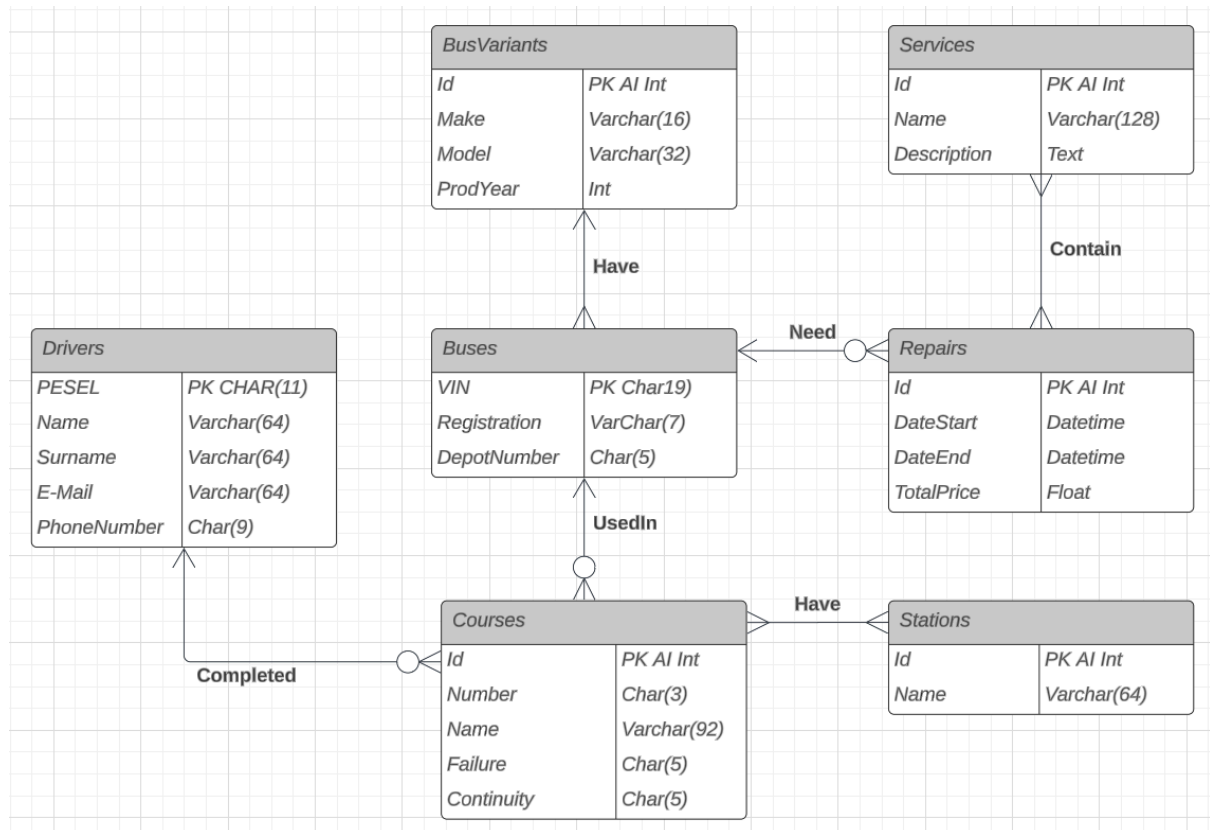 BusVariants
Id PK AI Int
Make Varchar(16)
Model Varchar(32)
ProdYear Int
Services
Id PK AI Int
Name Varchar(128)
Description Text
Have
Contain
Drivers
PESEL PK CHAR(11)
Name Varchar(64)
Surname Varchar(64)
E-Mail Varchar(64)
PhoneNumber Char(9)
Buses
VIN PK Char19)
Registration VarChar(7)
DepotNumber Char(5)
Need
Repairs
Id PK AI Int
DateStart Datetime
DateEnd Datetime
TotalPrice Float
UsedIn
Completed
Courses
Id PK AI Int
Number Char(3)
Name Varchar(92)
Failure Char(5)
Continuity Char(5)
Have
Stations
Id PK AI Int
Name Varchar(64)